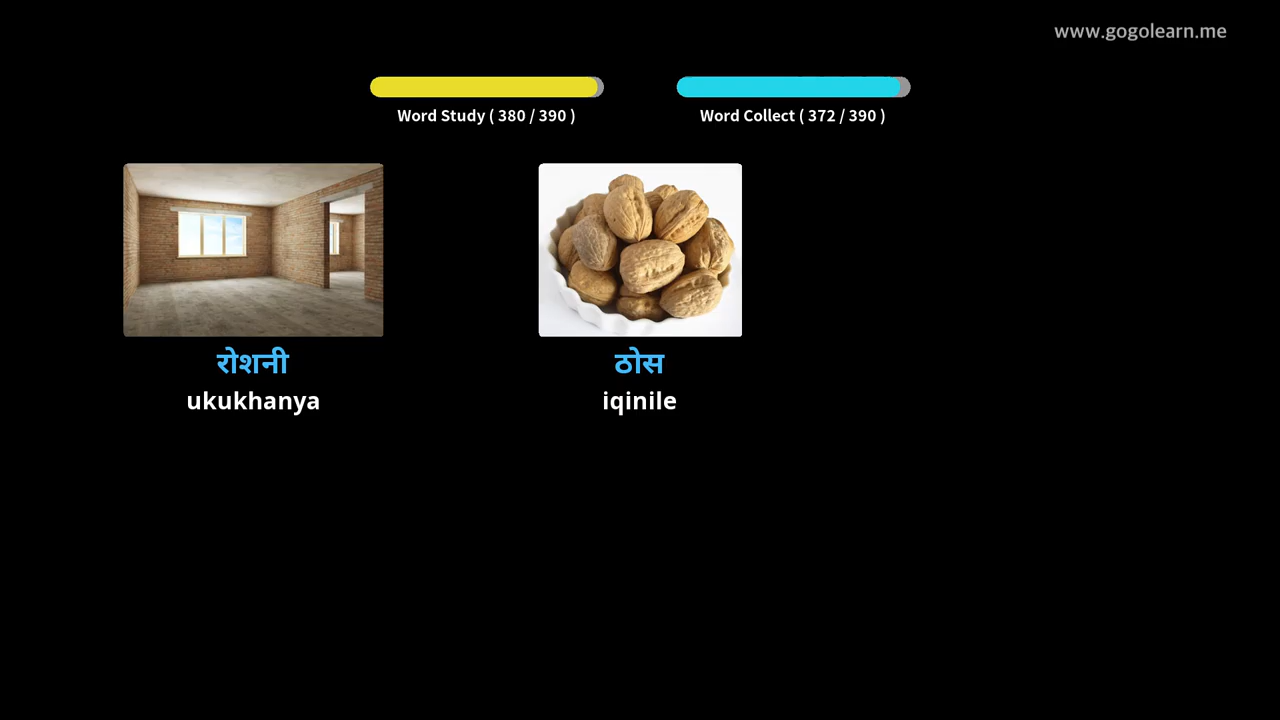 www.gogolearn.me
Word Study ( 380 / 390 )
Word Collect ( 372 / 390 )
रोशनी
ukukhanya
ठोस
iqinile